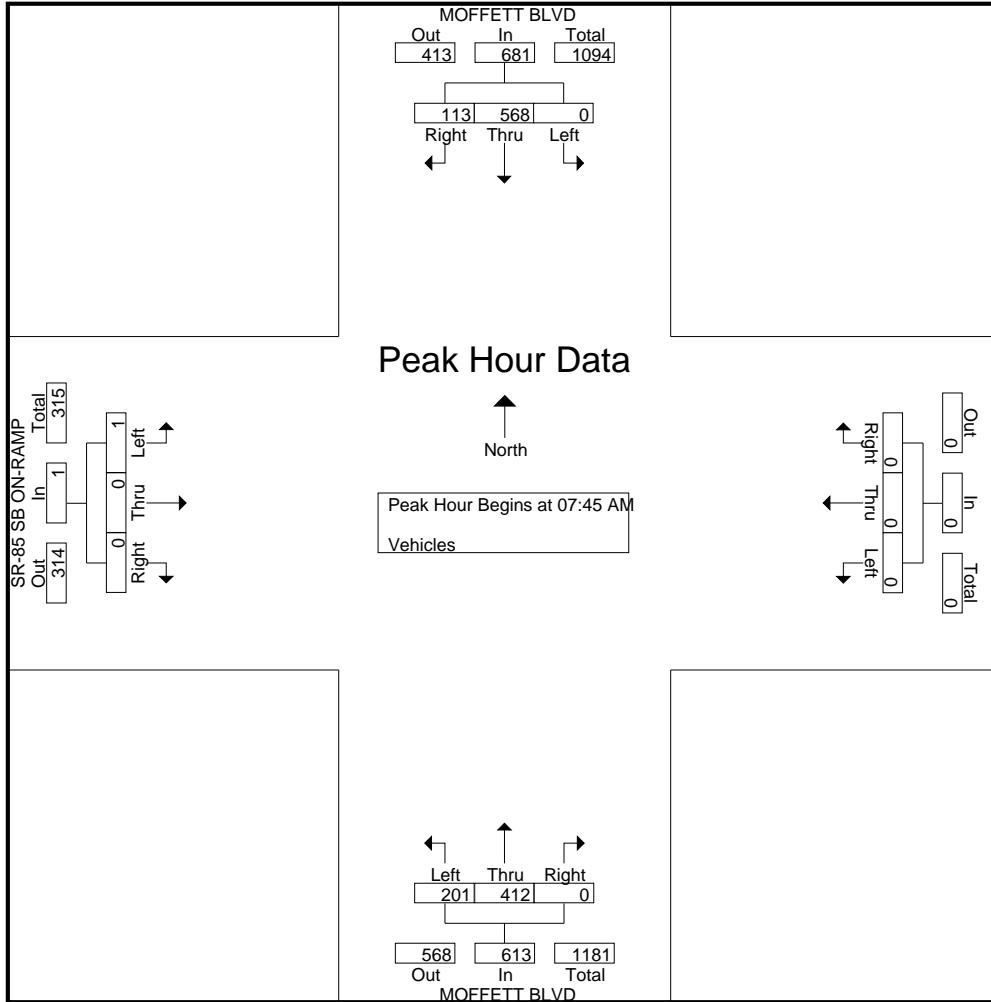 MOFFETT BLVD
Out In Total
413 681 1094
113 568 0
Right Thru Left
Peak Hour Data
North
Peak Hour Begins at 07:45 AM
Vehicles
SR-85 SB ON-RAMP
Out In Total
314 1 315
Right Thru Left
0 0 1
Out In Total
0 0 0
Right Thru Left
0 0 0
Left Thru Right
201 412 0
568 613 1181
Out In Total
MOFFETT BLVD